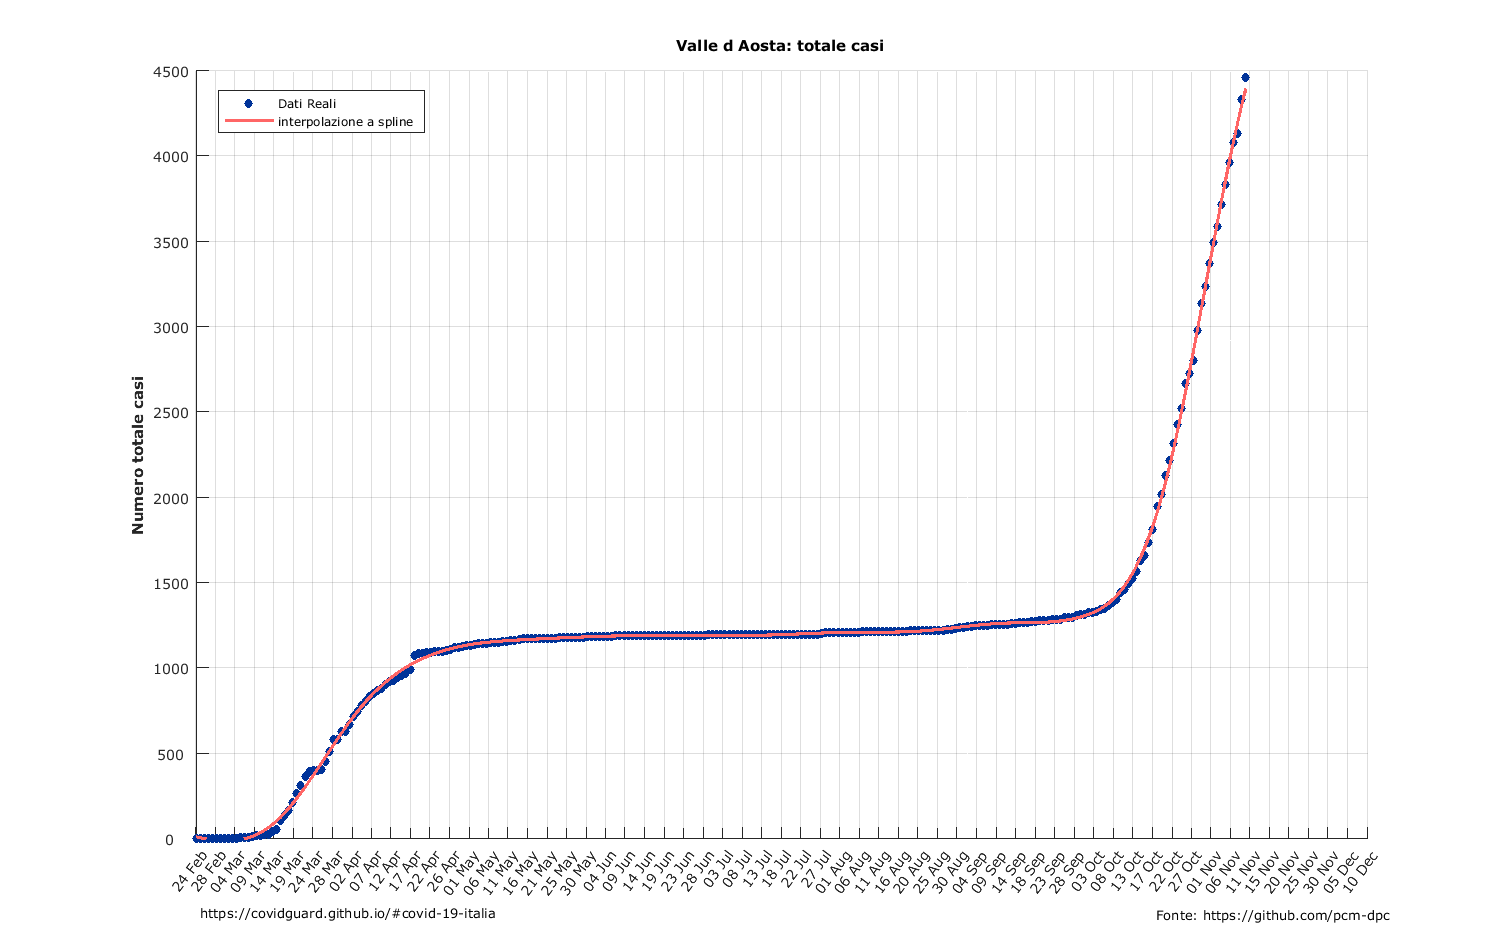 Valle d Aosta: totale casi
Dati Reali
interpolazione a spline
Numero totale casi
4500
4000
3500
3000
2500
2000
1500
1000
500
0
24 Feb
28 Feb
04 Mar
09 Mar
14 Mar
19 Mar
24 Mar
28 Mar
02 Apr
07 Apr
12 Apr
17 Apr
22 Apr
26 Apr
01 May
06 May
11 May
16 May
21 May
25 May
30 May
04 Jun
09 Jun
14 Jun
19 Jun
23 Jun
28 Jun
03 Jul
08 Jul
13 Jul
18 Jul
22 Jul
27 Jul
01 Aug
06 Aug
11 Aug
16 Aug
20 Aug
25 Aug
30 Aug
04 Sep
09 Sep
14 Sep
18 Sep
23 Sep
28 Sep
03 Oct
08 Oct
13 Oct
17 Oct
22 Oct
27 Oct
01 Nov
06 Nov
11 Nov
15 Nov
20 Nov
25 Nov
30 Nov
05 Dec
10 Dec
https://covidguard.github.io/#covid-19-italia
Fonte: https://github.com/pcm-dpc